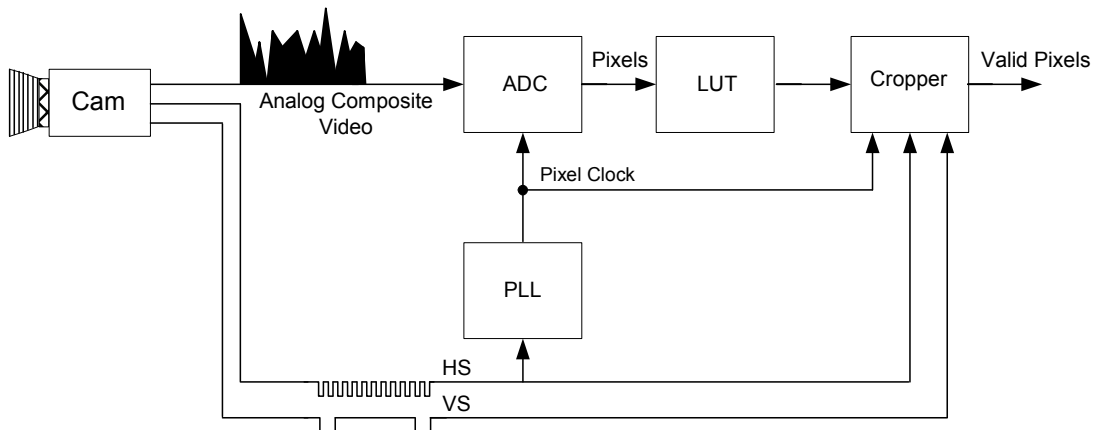 Cam
Analog Composite
Video
ADC
Pixels
LUT
Cropper
Valid Pixels
Pixel Clock
PLL
HS
VS